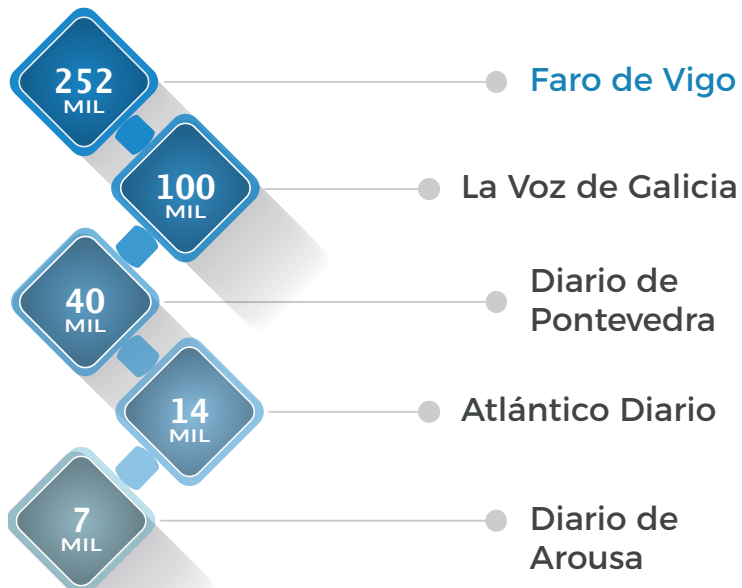 252
MIL
Faro de Vigo
100
MIL
La Voz de Galicia
40
MIL
Diario de
Pontevedra
14
MIL
Atlántico Diario
7
MIL
Diario de
Arousa